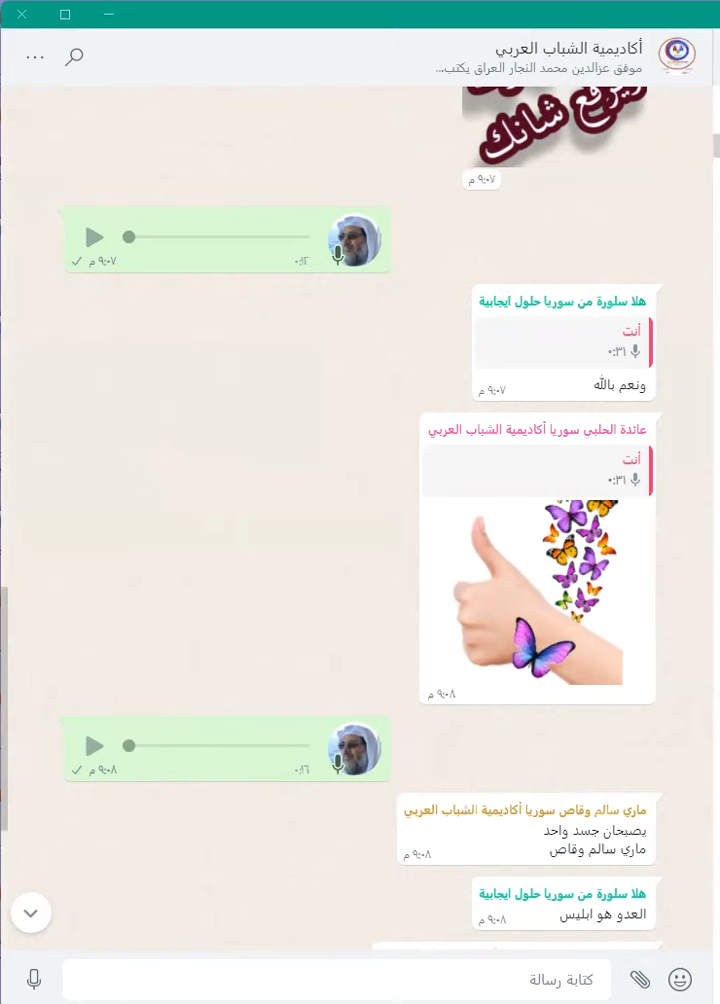 أكاديمية الشباب العربي
موفق عزالدين محمد النجار العراق يكتب...
ويرفع شانك
٩:٠٧ م
٠:١٢
٩:٠٧ م
هلا سلورة من سوريا حلول ايجابية
أنت
٠:٣١
ونعم بالله
٩:٠٧ م
عائدة الحلبي سوريا أكاديمية الشباب العربي
أنت
٠:٣١
٩:٠٨ م
٠:١٦
٩:٠٨ م
ماري سالم وقاص سوريا أكاديمية الشباب العربي
يصبحان جسد واحد
ماري سالم وقاص
٩:٠٨ م
هلا سلورة من سوريا حلول ايجابية
العدو هو ابليس
٩:٠٨ م
كتابة رسالة